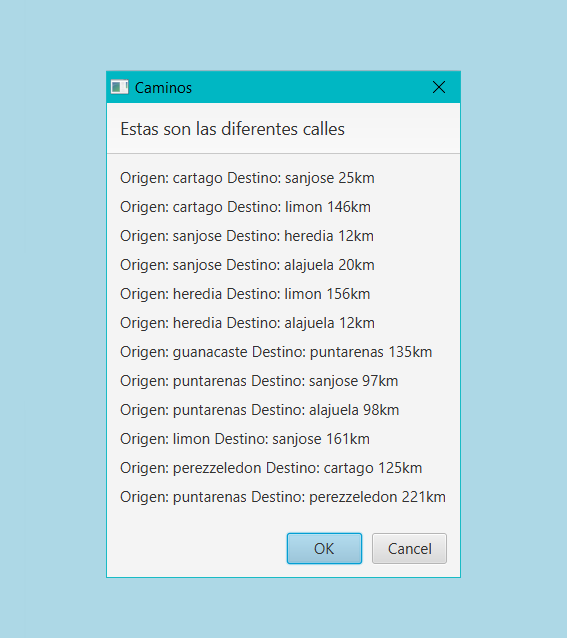 Caminos
Estas son las diferentes calles
Origen: cartago Destino: sanjose 25km
Origen: cartago Destino: limon 146km
Origen: sanjose Destino: heredia 12km
Origen: sanjose Destino: alajuela 20km
Origen: heredia Destino: limon 156km
Origen: heredia Destino: alajuela 12km
Origen: guanacaste Destino: puntarenas 135km
Origen: puntarenas Destino: sanjose 97km
Origen: puntarenas Destino: alajuela 98km
Origen: limon Destino: sanjose 161km
Origen: perezzeledon Destino: cartago 125km
Origen: puntarenas Destino: perezzeledon 221km
OK Cancel